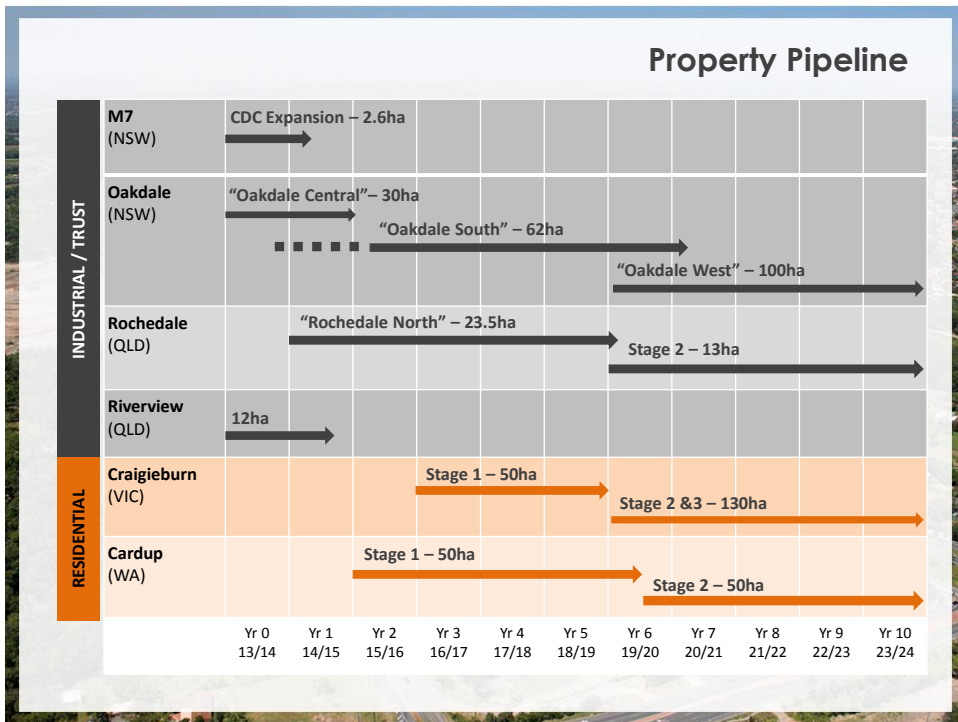 Property Pipeline
INDUSTRIAL / TRUST
M7
(NSW)
CDC Expansion – 2.6ha
Oakdale
(NSW)
“Oakdale Central”– 30ha
“Oakdale South” – 62ha
“Oakdale West” – 100ha
Rochedale
(QLD)
“Rochedale North” – 23.5ha
Stage 2 – 13ha
Riverview
(QLD)
12ha
RESIDENTIAL
Craigieburn
(VIC)
Stage 1 – 50ha
Stage 2 &3 – 130ha
Cardup
(WA)
Stage 1 – 50ha
Stage 2 – 50ha
Yr 0 Yr 1 Yr 2 Yr 3 Yr 4 Yr 5 Yr 6 Yr 7 Yr 8 Yr 9 Yr 10
13/14 14/15 15/16 16/17 17/18 18/19 19/20 20/21 21/22 22/23 23/24